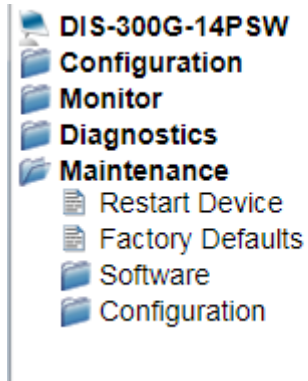 DIS-300G-14PSW
Configuration
Monitor
Diagnostics
Maintenance
Restart Device
Factory Defaults
Software
Configuration